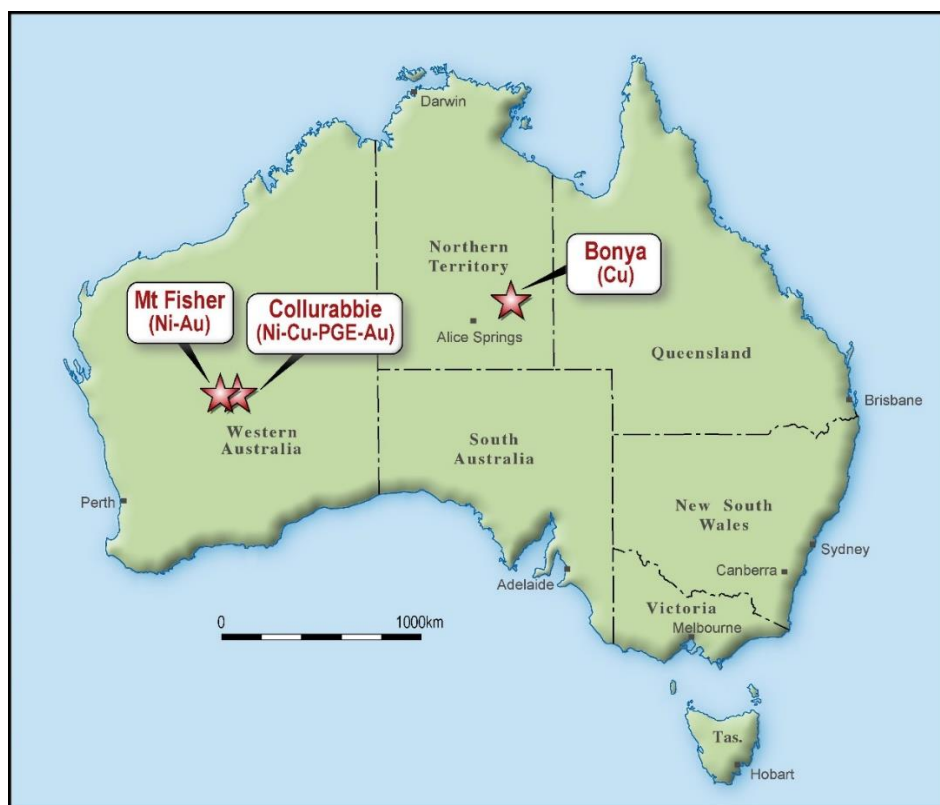 Darwin
Northern
Territory
Bonya
(Cu)
Mt Fisher
(Ni-Au)
Collurabbie
(Ni-Cu-PGE-Au)
Alice Springs
Queensland
Brisbane
Western
Australia
South
Australia
Perth
New South
Wales
Sydney
Canberra
Adelaide
Victoria
Melbourne
0
1000km
Tas.
Hobart